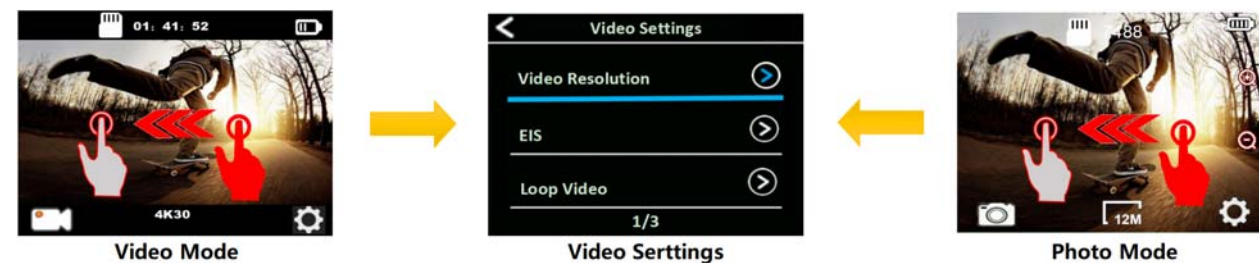 01: 41: 52
4K30
Video Mode
Video Settings
Video Resolution
EIS
Loop Video
1/3
Video Serttings
12M
Photo Mode